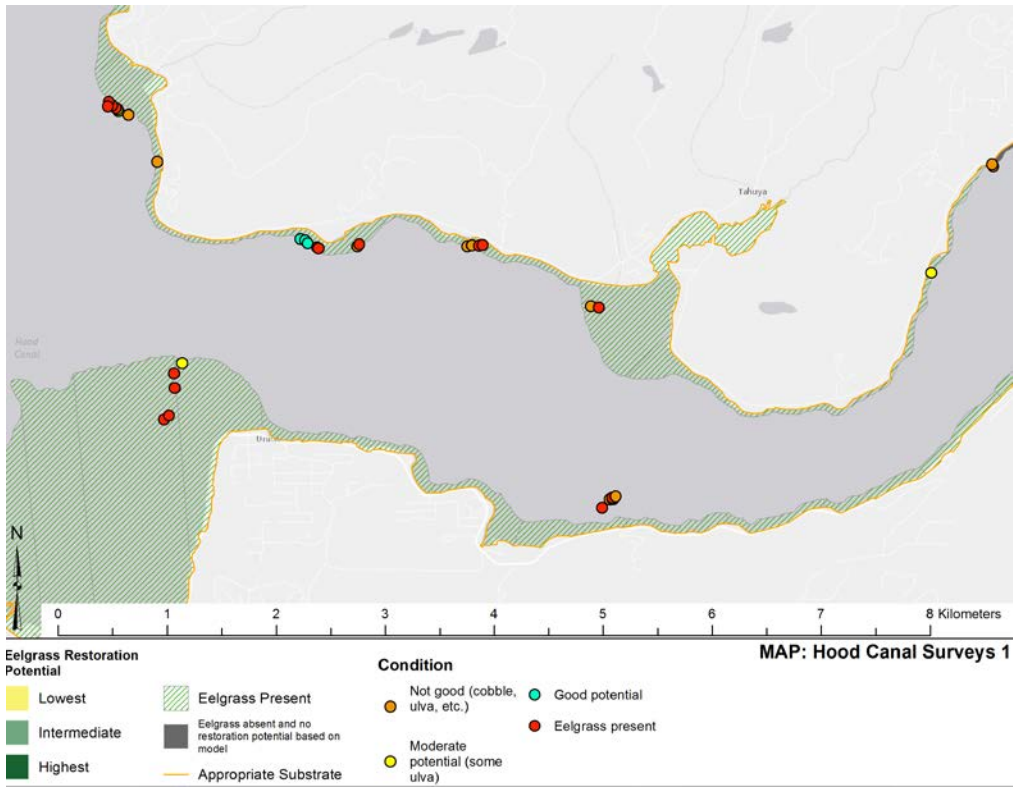 Tahuya
Hood
Canal
N
0 1 2 3 4 5 6 7 8 Kilometers
MAP: Hood Canal Surveys 1
Eelgrass Restoration
Potential
Lowest
Intermediate
Highest
Eelgrass Present
Eelgrass absent and no
restoration potential based on
model
Appropriate Substrate
Condition
Not good (cobble,
ulva, etc.)
Moderate
potential (some
ulva)
Good potential
Eelgrass present